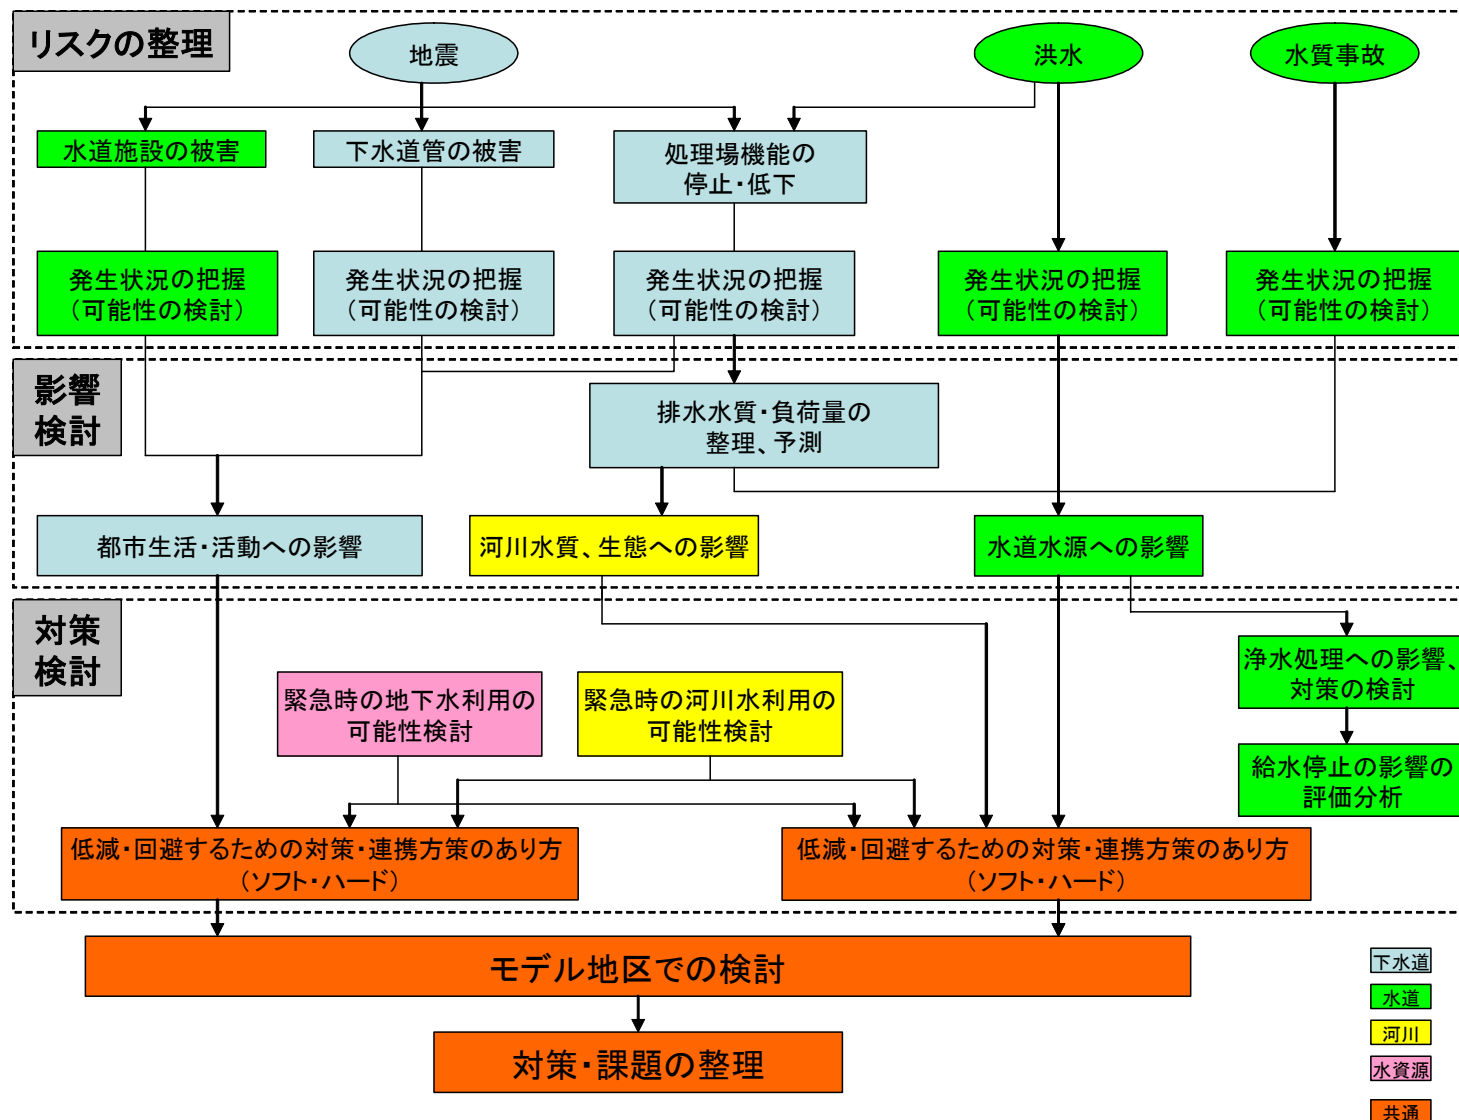 リスクの整理
地震
洪水
水質事故
水道施設の被害
下水道管の被害
処理場機能の
停止・低下
発生状況の把握
（可能性の検討）
発生状況の把握
（可能性の検討）
発生状況の把握
（可能性の検討）
発生状況の把握
（可能性の検討）
発生状況の把握
（可能性の検討）
影響
検討
排水水質・負荷量の
整理、予測
都市生活・活動への影響
河川水質、生態への影響
水道水源への影響
対策
検討
浄水処理への影響、
対策の検討
緊急時の地下水利用の
可能性検討
緊急時の河川水利用の
可能性検討
給水停止の影響の
評価分析
低減・回避するための対策・連携方策のあり方
（ソフト・ハード）
低減・回避するための対策・連携方策のあり方
（ソフト・ハード）
モデル地区での検討
対策・課題の整理
下水道
水道
河川
水資源
共通